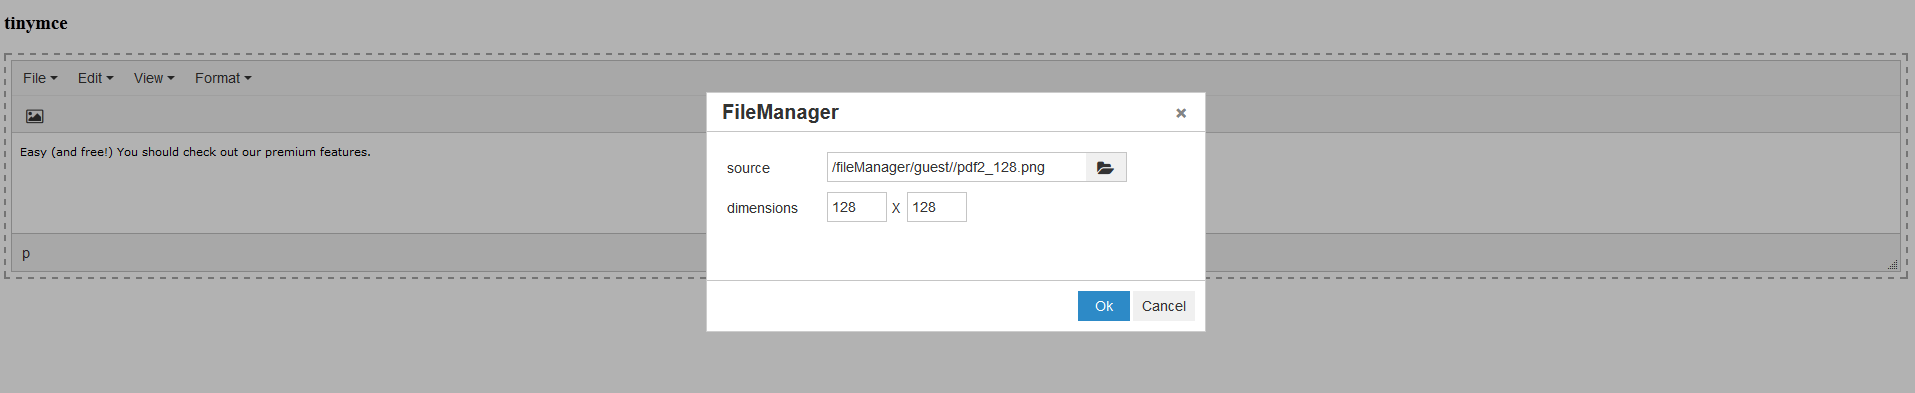 tinymce
File Edit View Format
FileManager ×
Easy (and free!) You should check out our premium features.
source /fileManager/guest//pdf2_128.png
dimensions 128 X 128
p
Ok Cancel